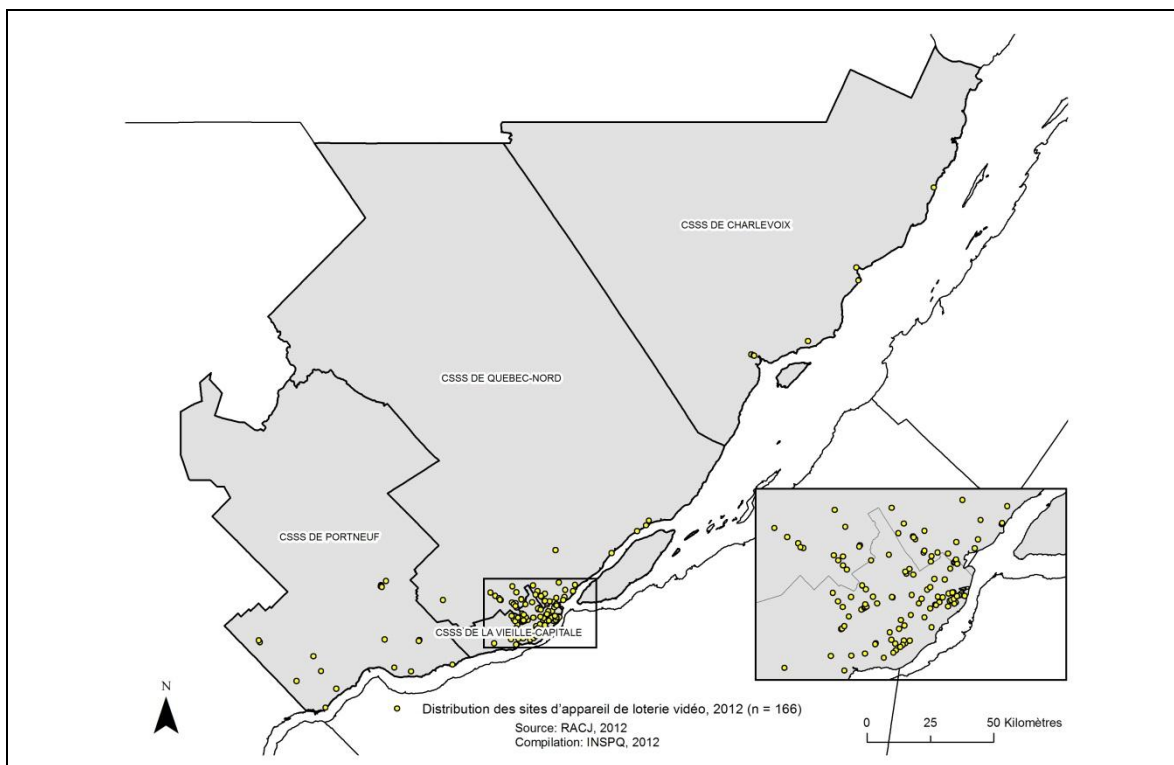 CSSS DE CHARLEVOIX
CSSS DE QUEBEC-NORD
CSSS DE PORTNEUF
CSSS DE LA VIEILLE-CAPITALE
N
Distribution des sites d'appareil de loterie vidéo, 2012 (n = 166)
Source: RACJ, 2012
Compilation: INSPQ, 2012
0 25 50 Kilomètres